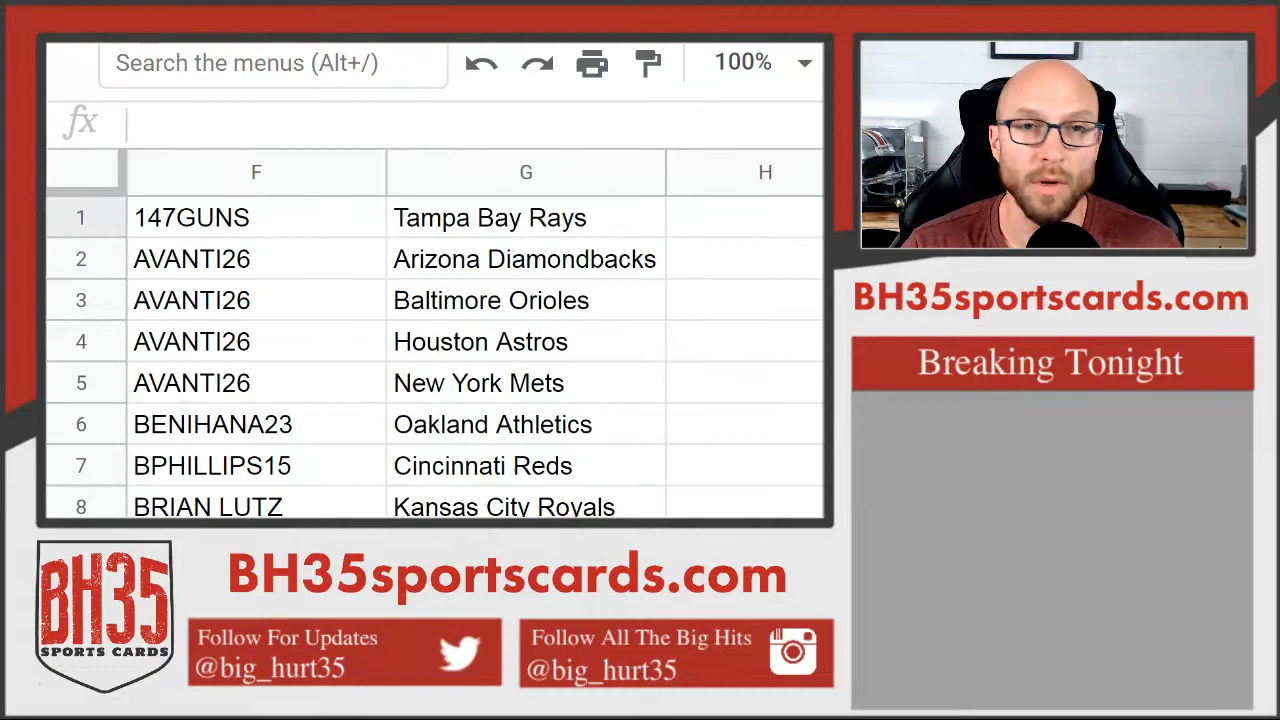 Search the menus (Alt+/)
100%
fx
F G H
1 147GUNS Tampa Bay Rays
2 AVANTI26 Arizona Diamondbacks
3 AVANTI26 Baltimore Orioles
4 AVANTI26 Houston Astros
5 AVANTI26 New York Mets
6 BENIHANA23 Oakland Athletics
7 BPHILLIPS15 Cincinnati Reds
8 BRIAN LUTZ Kansas City Royals
BH35sportscards.com
Breaking Tonight
BH35
SPORTS CARDS
BH35sportscards.com
Follow For Updates
@big_hurt35
Follow All The Big Hits
@big_hurt35